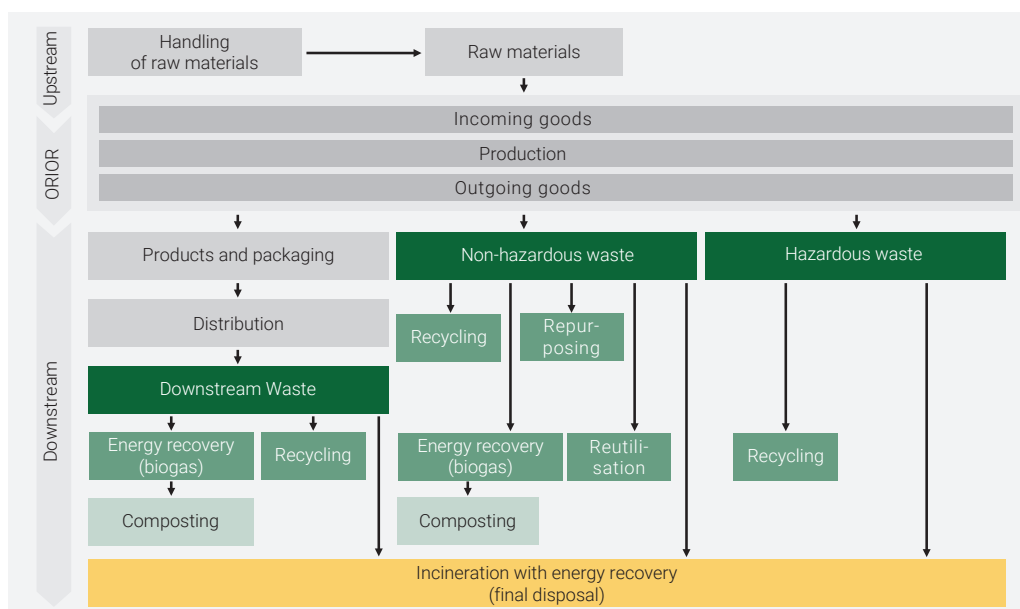 Upstream
Handling
of raw materials
Raw materials
ORIOR
Incoming goods
Production
Outgoing goods
Downstream
Products and packaging
Non-hazardous waste
Hazardous waste
Distribution
Recycling
Repur-
posing
Downstream Waste
Energy recovery
(biogas)
Recycling
Energy recovery
(biogas)
Reutili-
sation
Recycling
Composting
Composting
Incineration with energy recovery
(final disposal)